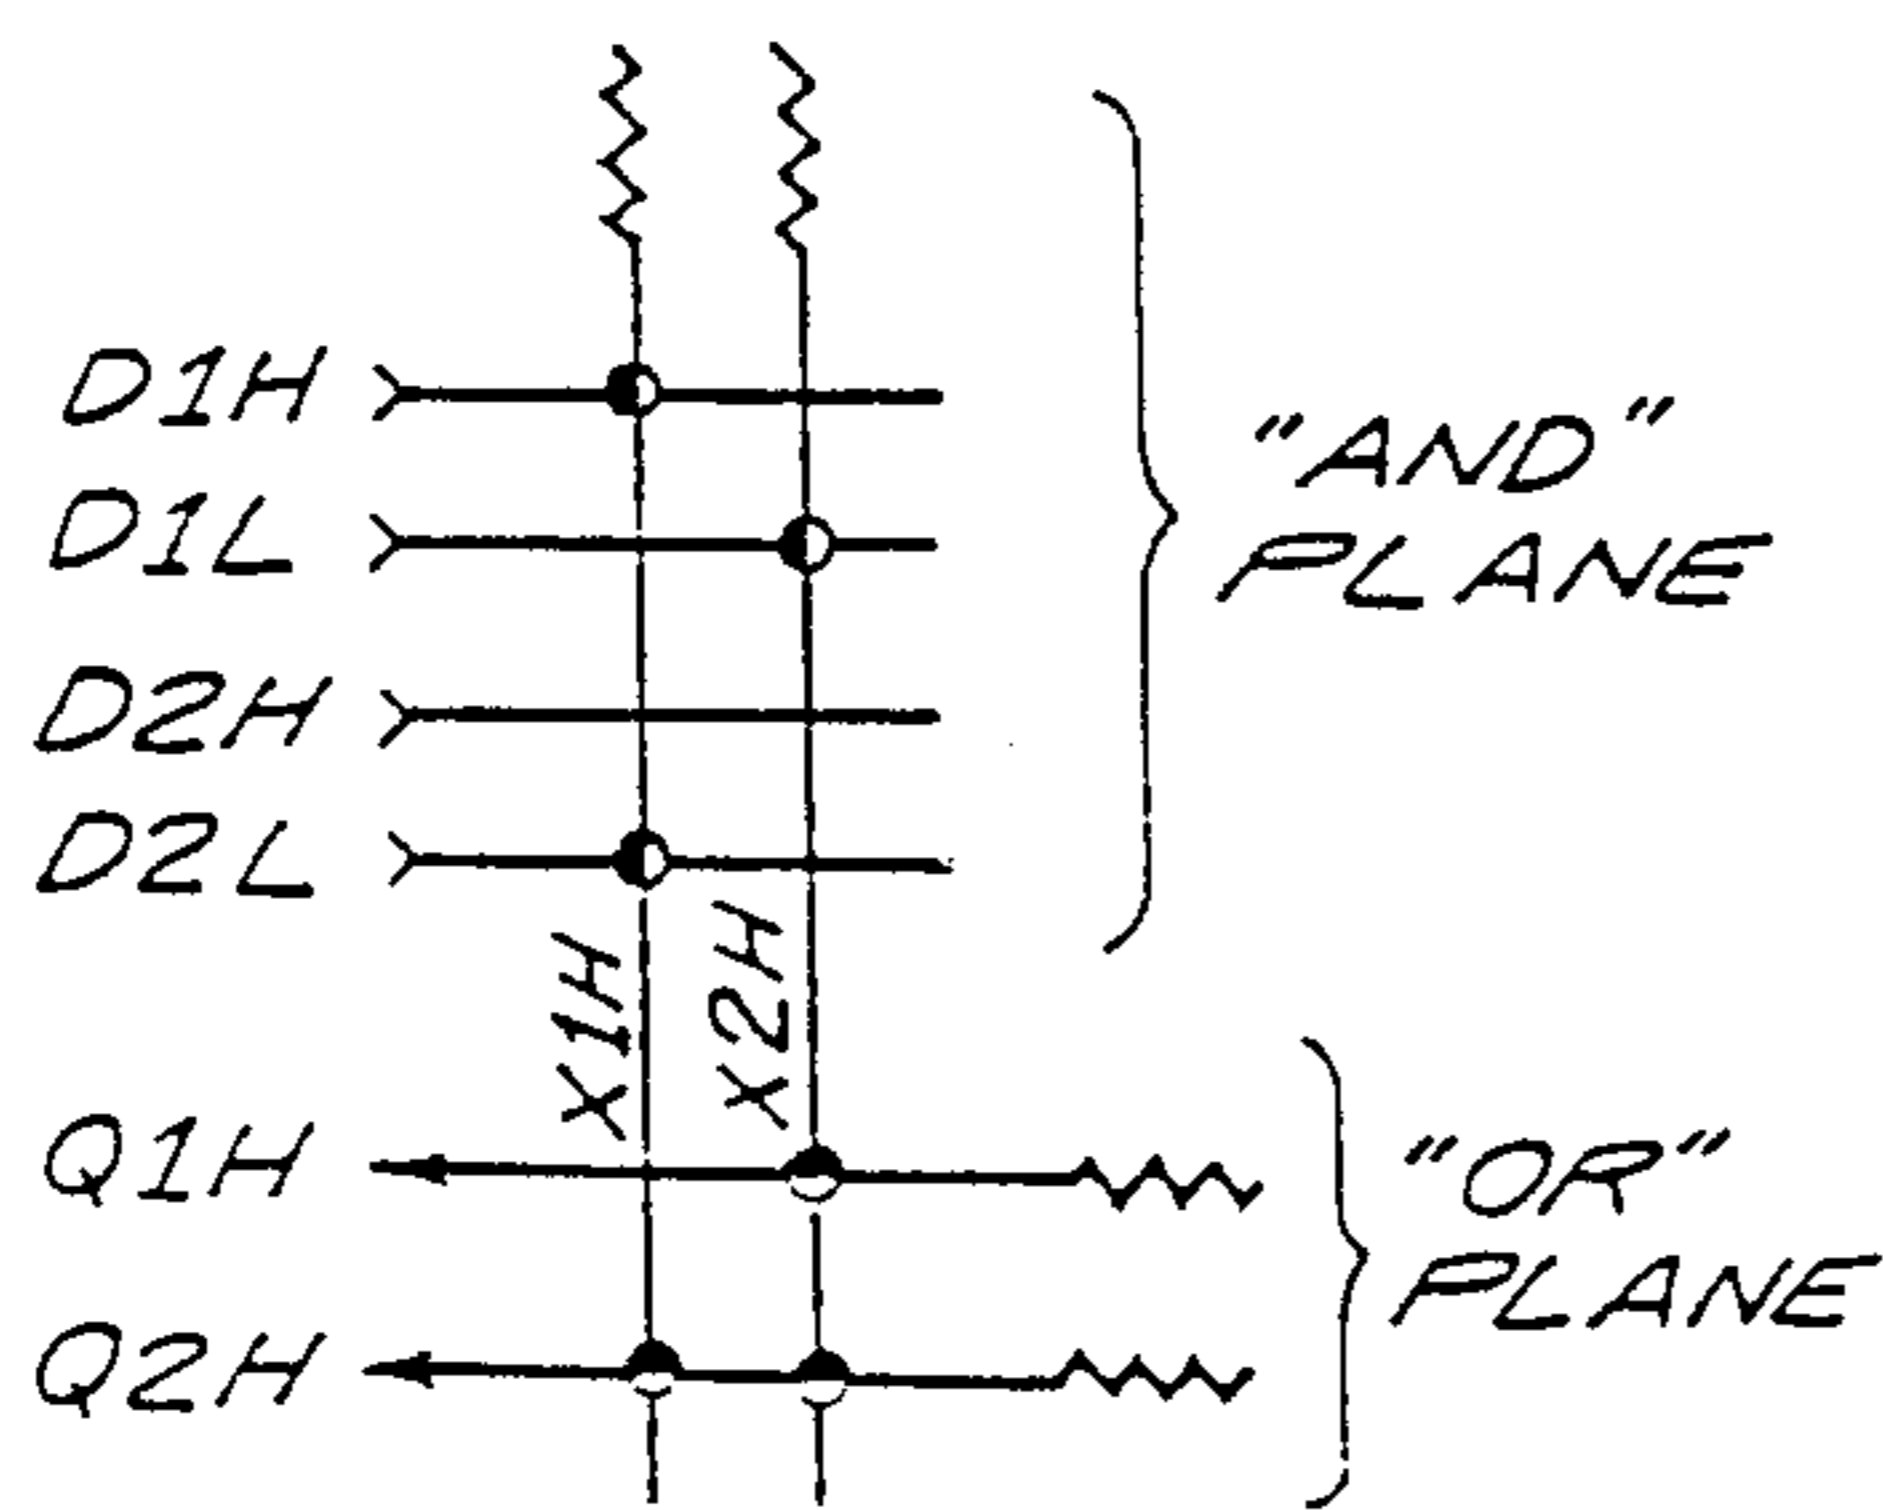 D1H
D1L
"AND"
PLANE
D2H
D2L
X1H
X2H
Q1H
"OR"
PLANE
Q2H